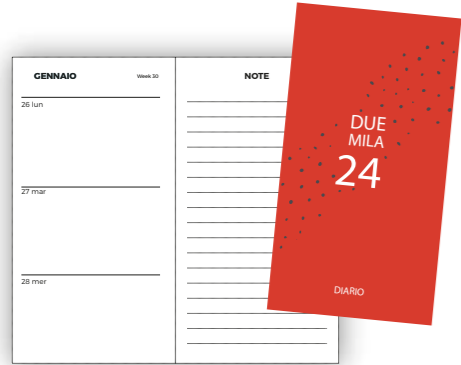 GENNAIO
Week 30
26 lun
27 mar
28 mer
NOTE
DUE
MILA
24
DIARIO